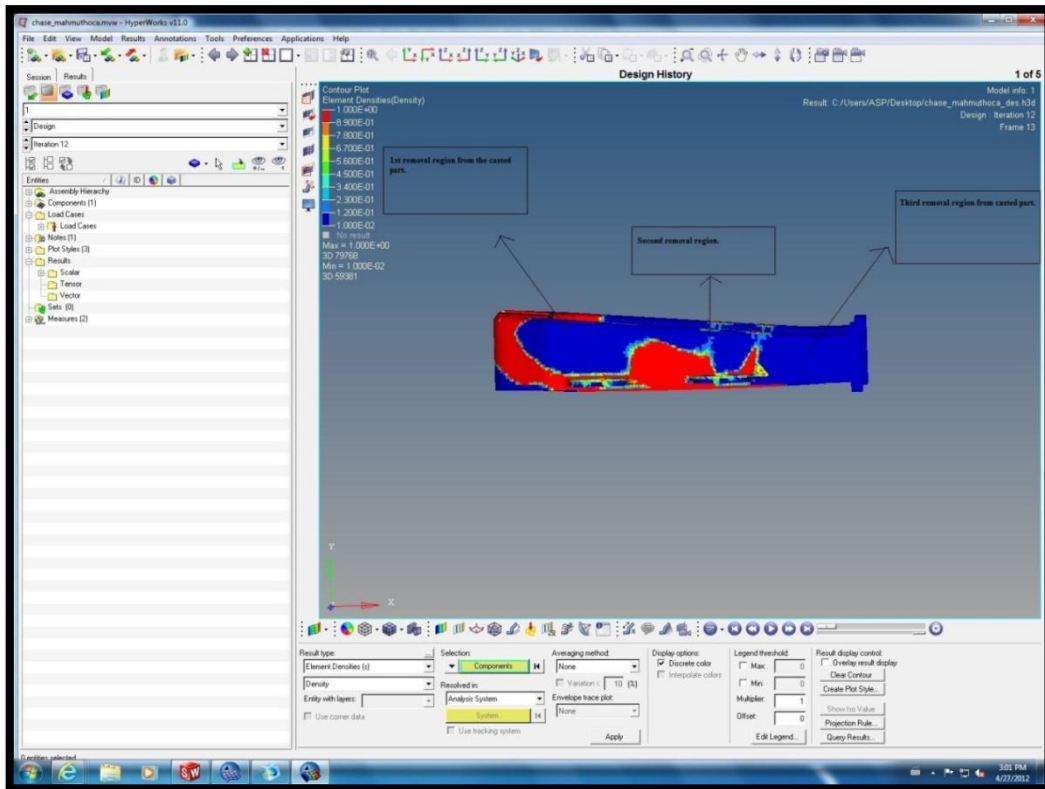 chase_mahmuthoca.mvw - HyperWorks v11.0
File Edit View Model Results Annotations Tools Preferences Applications Help
Session Results
1
Design
Iteration 12
Entities ID
Assembly Hierarchy
Components (1)
Load Cases
Load Cases
Notes (1)
Plot Styles (3)
Results
Scalar
Tensor
Vector
Sets (0)
Measures (2)
Design History
1 of 5
Contour Plot
Element Densities(Density)
1.000E+00
8.900E-01
7.800E-01
6.700E-01
5.600E-01
4.500E-01
3.400E-01
2.300E-01
1.200E-01
1.000E-02
No result
Max = 1.000E+00
3D 79768
Min = 1.000E-02
3D 59381
Model info: 1
Result: C:/Users/ASP/Desktop/chase_mahmuthoca_des.h3d
Design : Iteration 12
Frame 13
1st removal region from the casted
part.
Second removal region.
Third removal region from casted part.
Y
X
Result type:
Element Densities (s)
Density
Entity with layers:
Use corner data
Selection:
Components
Resolved in:
Analysis System
System
Use tracking system
Averaging method:
None
Variation < 10 (%)
Envelope trace plot:
None
Apply
Display options:
Discrete color
Interpolate colors
Legend threshold:
Max: 0
Min: 0
Multiplier: 1
Offset: 0
Edit Legend...
Result display control:
Overlay result display
Clear Contour
Create Plot Style...
Show Iso Value
Projection Rule...
Query Results...
0 entities selected
3:01 PM
4/27/2012